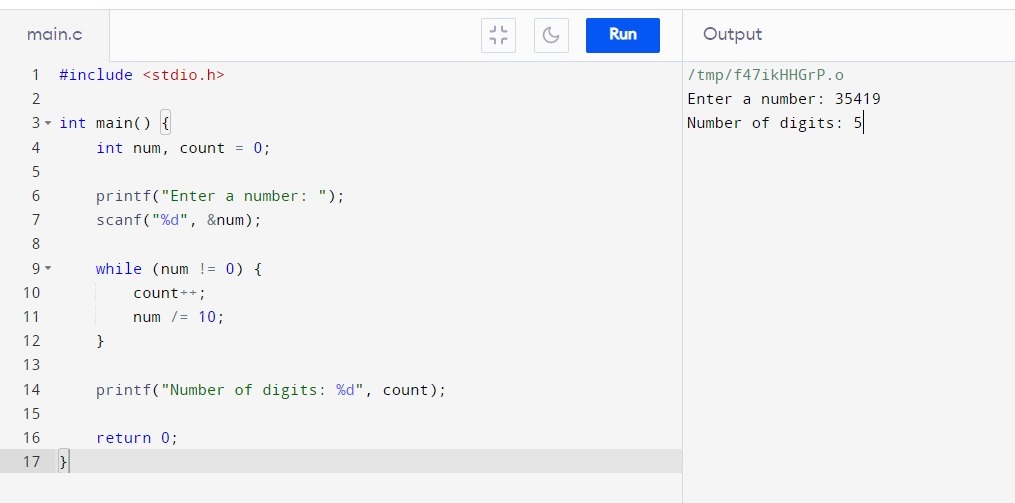 main.c
Run
Output
1 #include <stdio.h>
2
3 int main() {
4     int num, count = 0;
5
6     printf("Enter a number: ");
7     scanf("%d", &num);
8
9     while (num != 0) {
10         count++;
11         num /= 10;
12     }
13
14     printf("Number of digits: %d", count);
15
16     return 0;
17 }
/tmp/f47ikHHGrP.o
Enter a number: 35419
Number of digits: 5